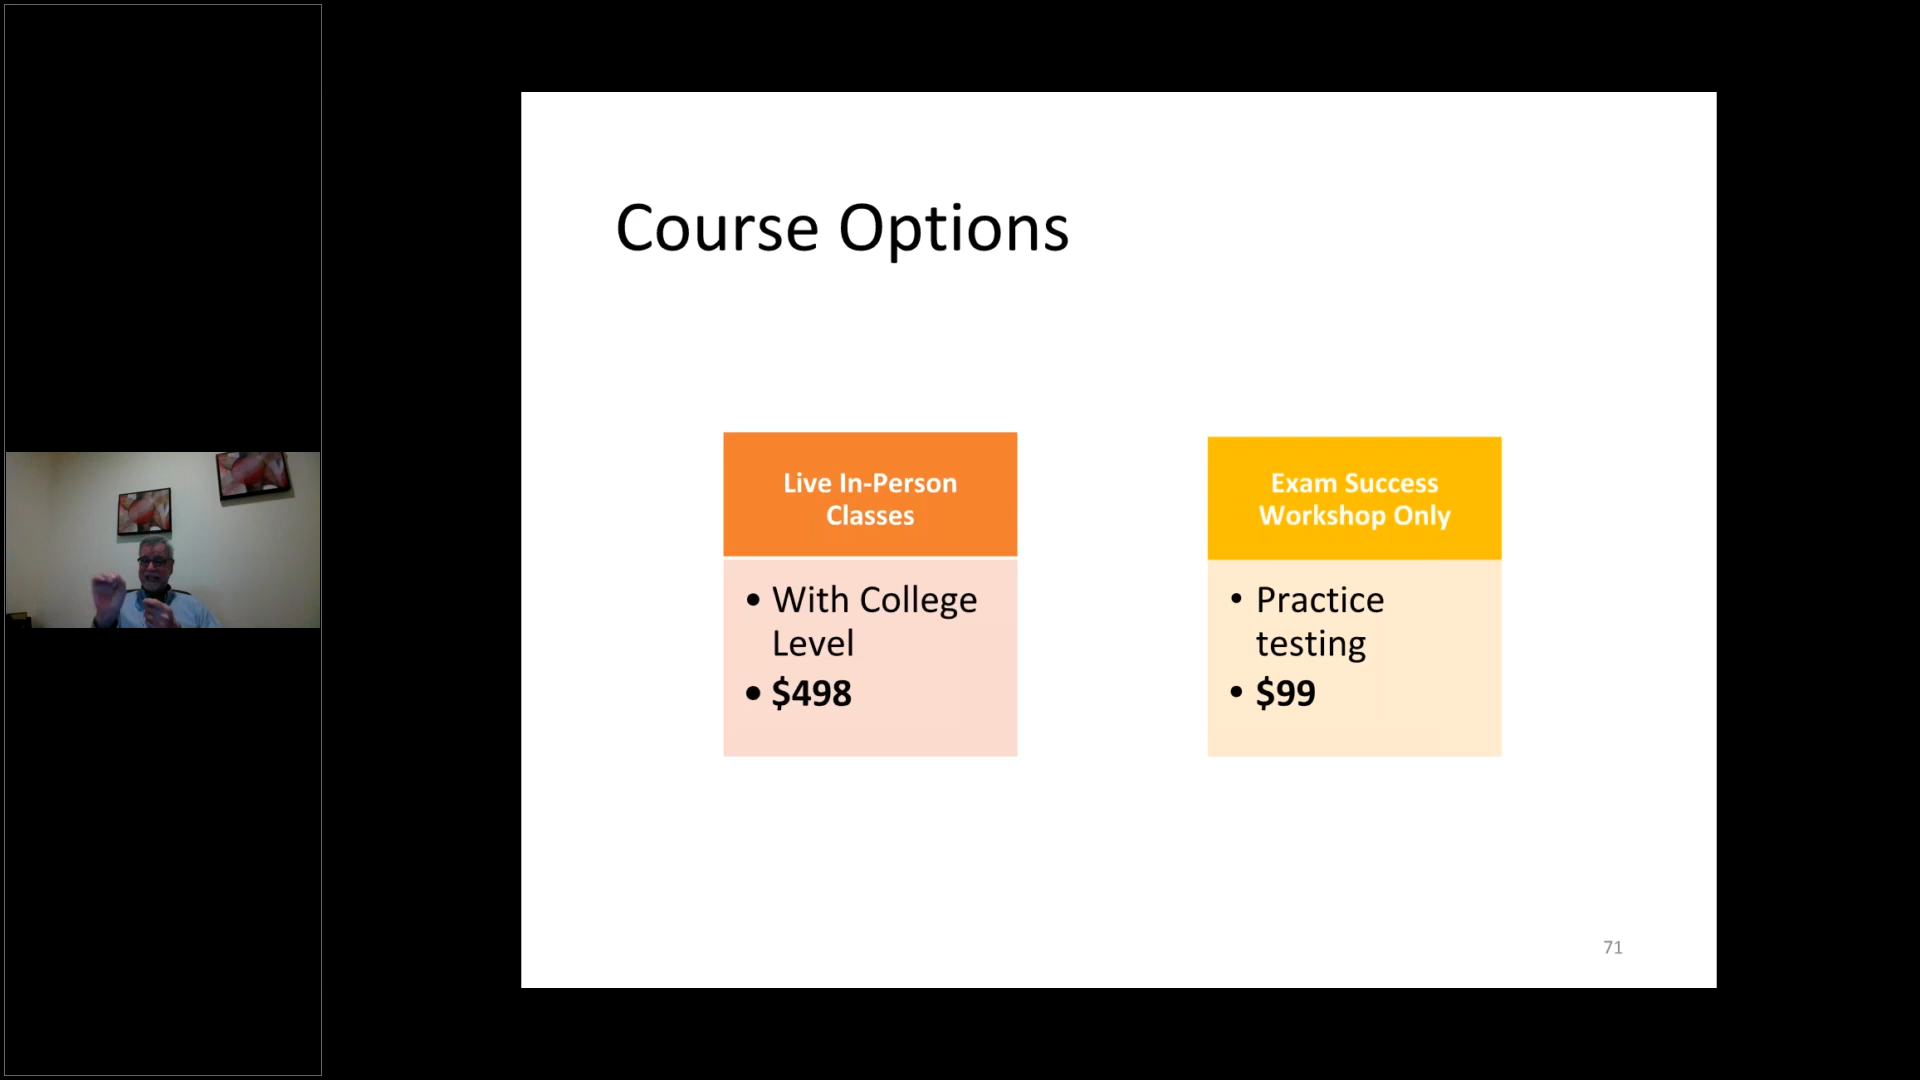 Course Options
Live In-Person
Classes
• With College
Level
• $498
Exam Success
Workshop Only
• Practice
testing
• $99
71